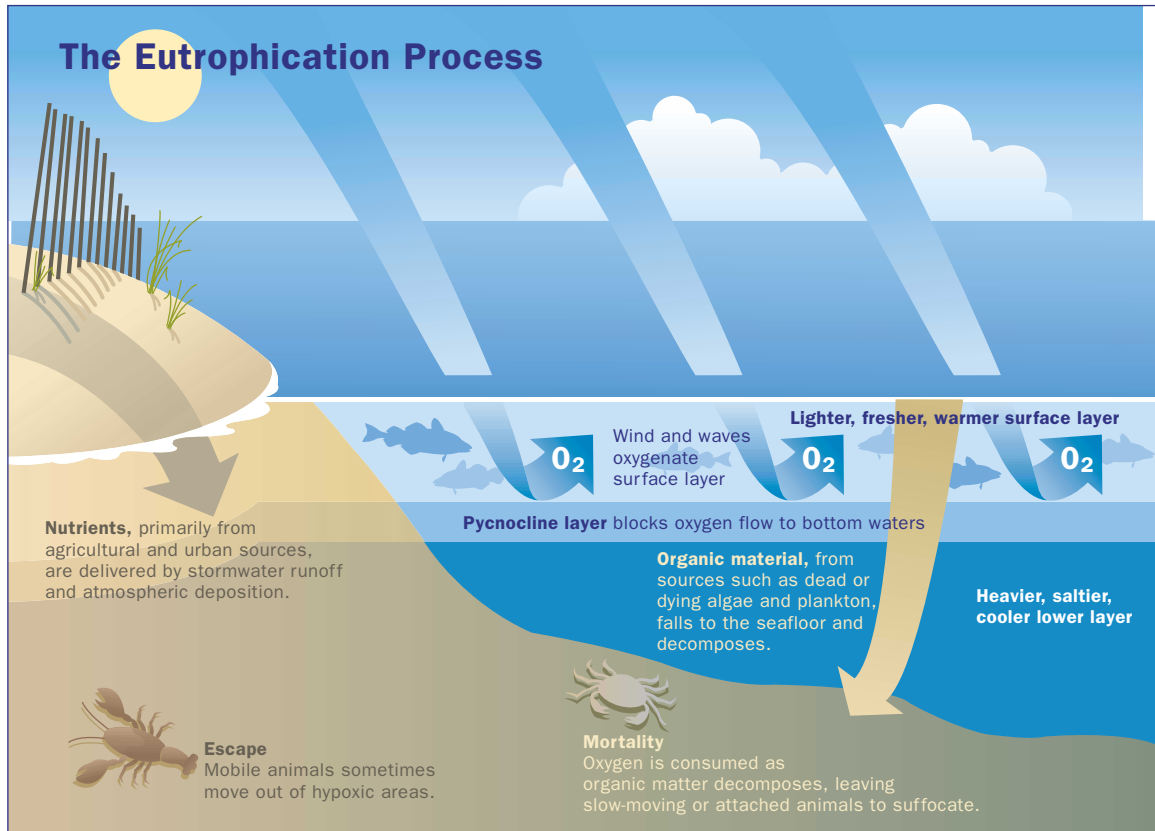 The Eutrophication Process
Lighter, fresher, warmer surface layer
Wind and waves
oxygenate
surface layer
O₂
O₂
O₂
Pycnocline layer blocks oxygen flow to bottom waters
Nutrients, primarily from
agricultural and urban sources,
are delivered by stormwater runoff
and atmospheric deposition.
Organic material, from
sources such as dead or
dying algae and plankton,
falls to the seafloor and
decomposes.
Heavier, saltier,
cooler lower layer
Escape
Mobile animals sometimes
move out of hypoxic areas.
Mortality
Oxygen is consumed as
organic matter decomposes, leaving
slow-moving or attached animals to suffocate.